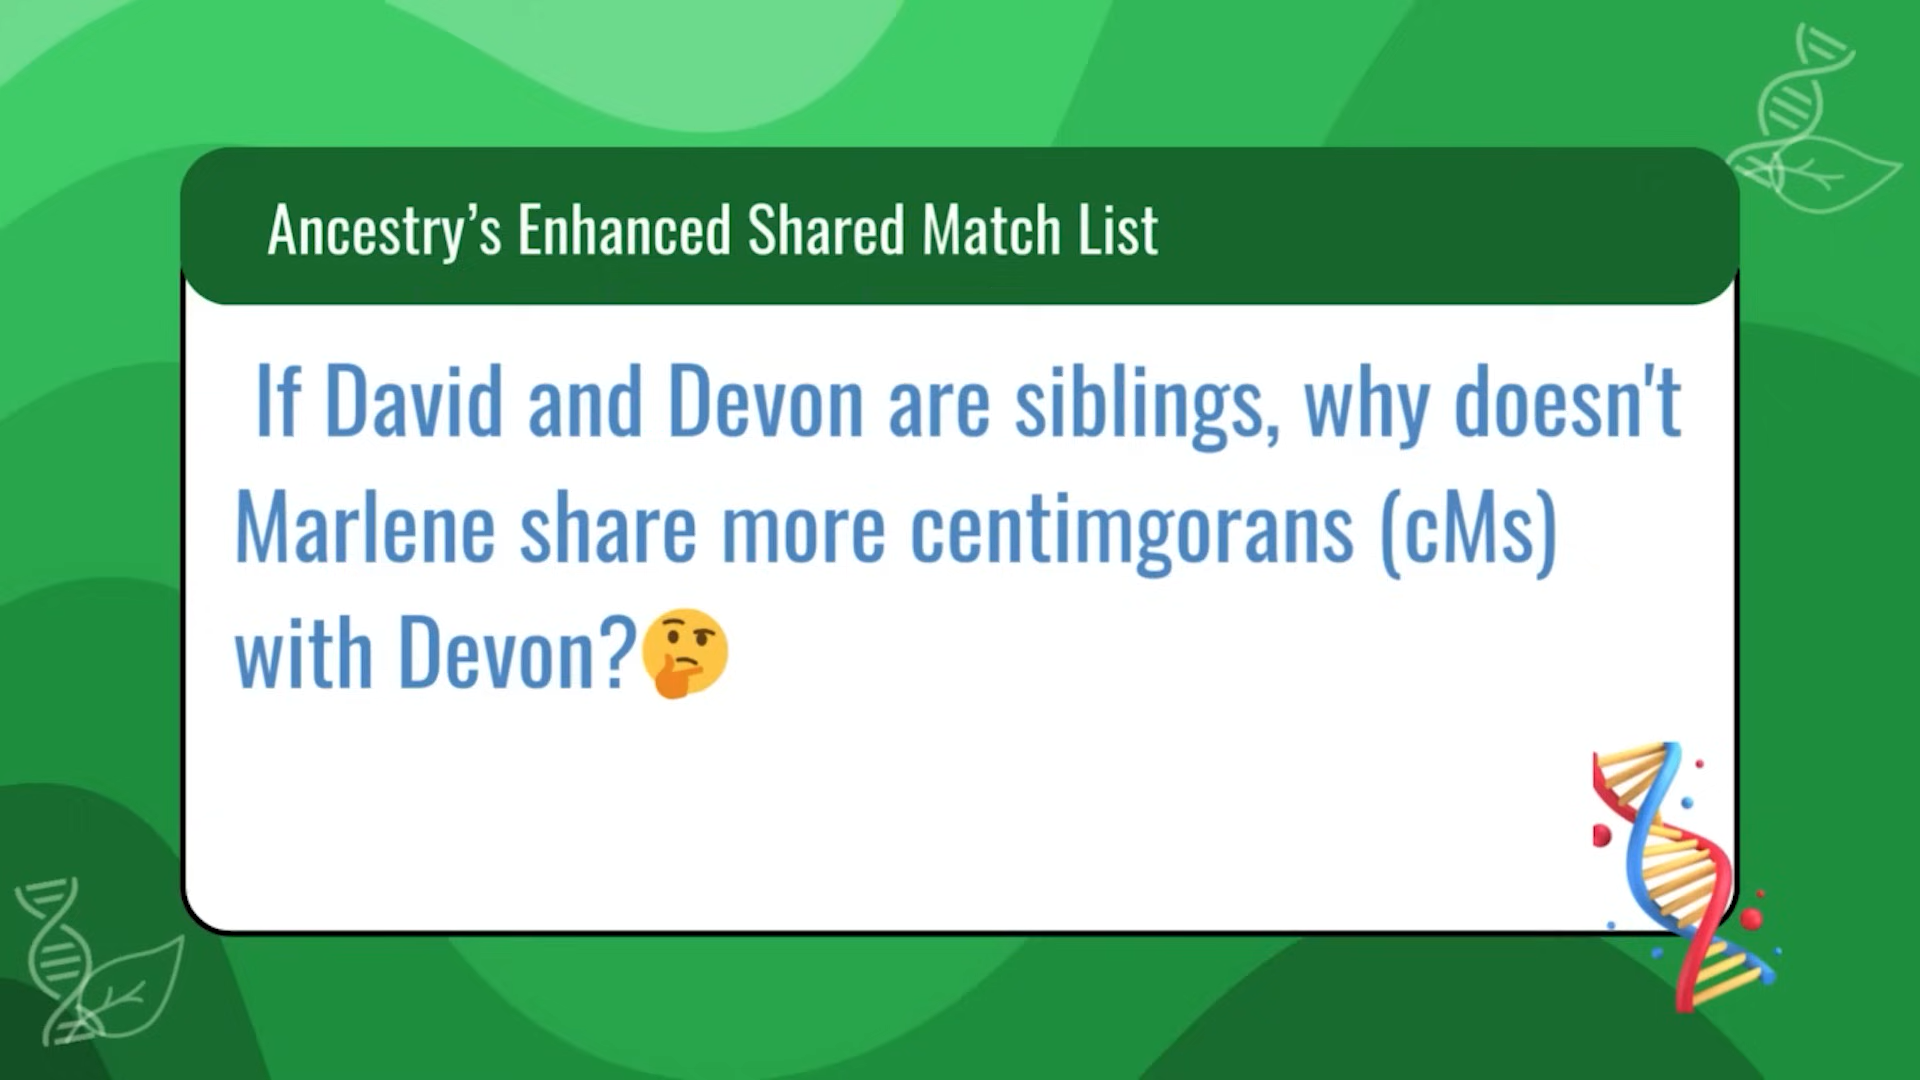 Ancestry’s Enhanced Shared Match List
If David and Devon are siblings, why doesn't
Marlene share more centimgorans (cMs)
with Devon?🤔